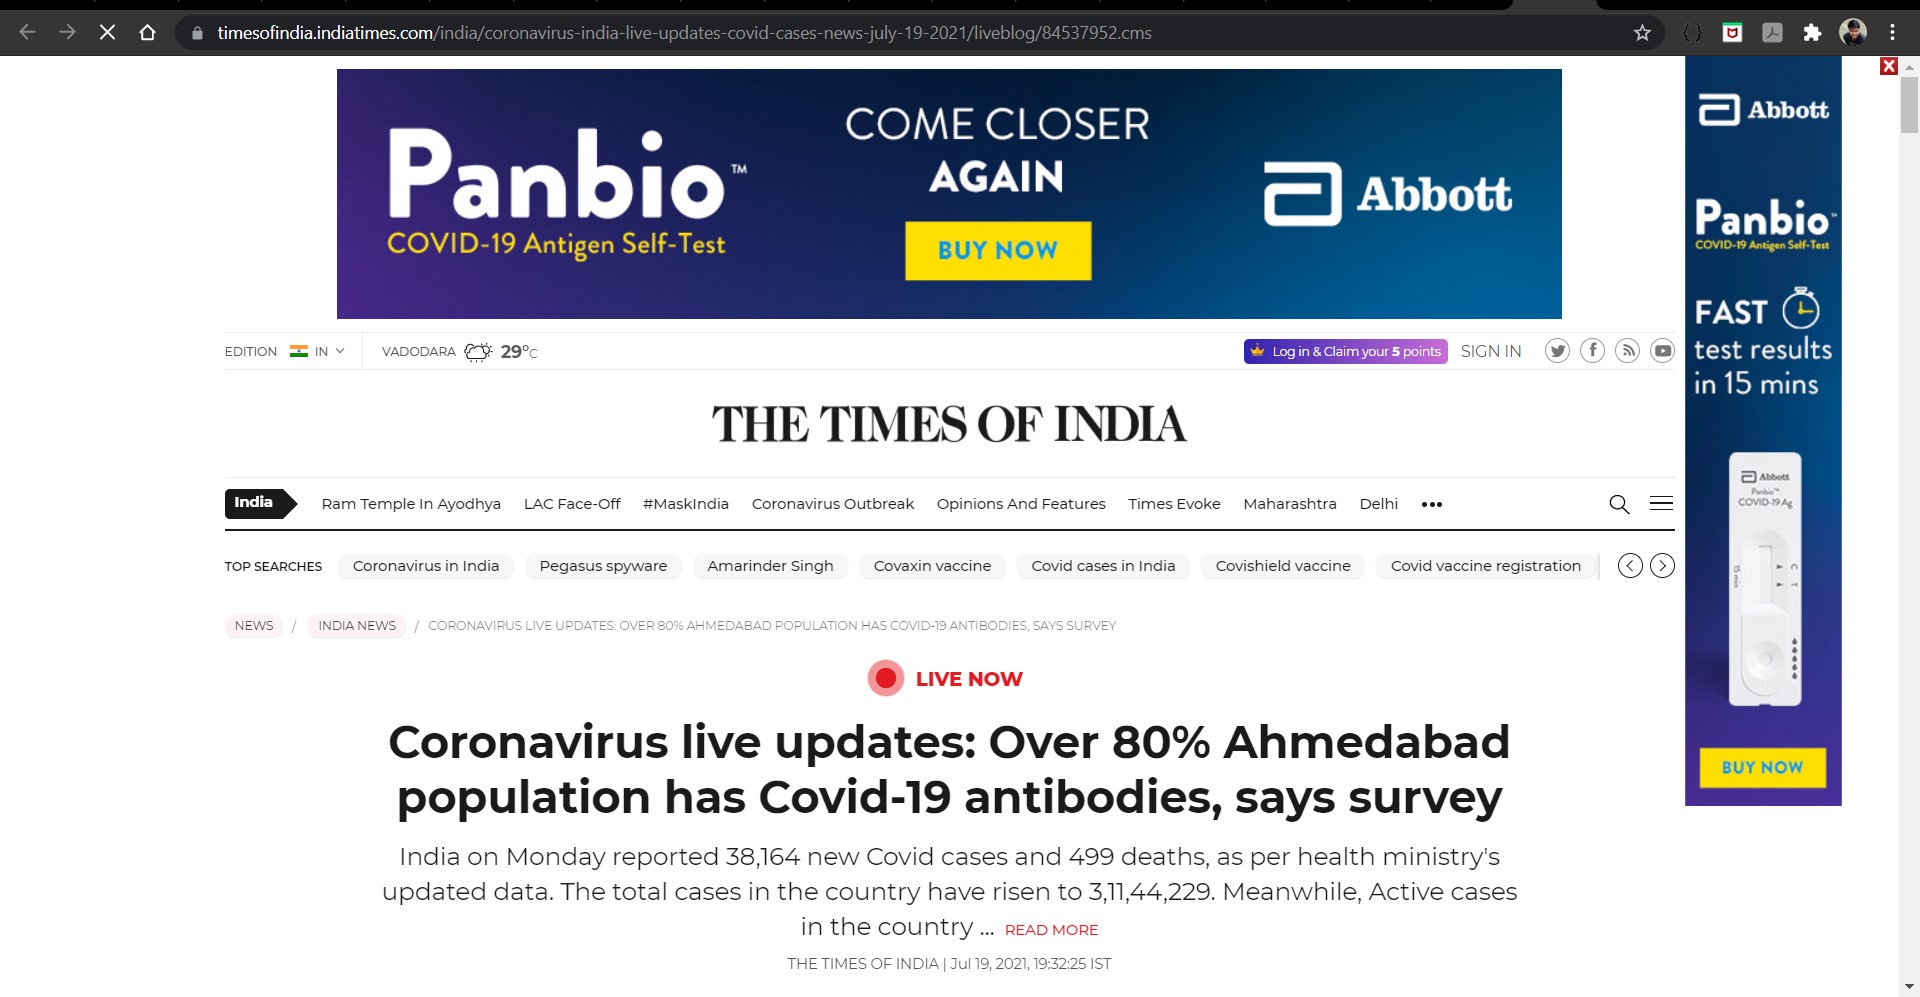 timesofindia.indiatimes.com/india/coronavirus-india-live-updates-covid-cases-news-july-19-2021/liveblog/84537952.cms
Panbio™
COVID-19 Antigen Self-Test
COME CLOSER
AGAIN
BUY NOW
Abbott
Abbott
Panbio™
COVID-19 Antigen Self-Test
FAST
test results
in 15 mins
Abbott
Panbio™
COVID-19 Ag
C
T
15 min
BUY NOW
EDITION IN VADODARA 29°C Log in & Claim your 5 points SIGN IN
THE TIMES OF INDIA
India Ram Temple In Ayodhya LAC Face-Off #MaskIndia Coronavirus Outbreak Opinions And Features Times Evoke Maharashtra Delhi •••
TOP SEARCHES Coronavirus in India Pegasus spyware Amarinder Singh Covaxin vaccine Covid cases in India Covishield vaccine Covid vaccine registration
NEWS / INDIA NEWS / CORONAVIRUS LIVE UPDATES: OVER 80% AHMEDABAD POPULATION HAS COVID-19 ANTIBODIES, SAYS SURVEY
LIVE NOW
Coronavirus live updates: Over 80% Ahmedabad
population has Covid-19 antibodies, says survey
India on Monday reported 38,164 new Covid cases and 499 deaths, as per health ministry's
updated data. The total cases in the country have risen to 3,11,44,229. Meanwhile, Active cases
in the country ... READ MORE
THE TIMES OF INDIA | Jul 19, 2021, 19:32:25 IST